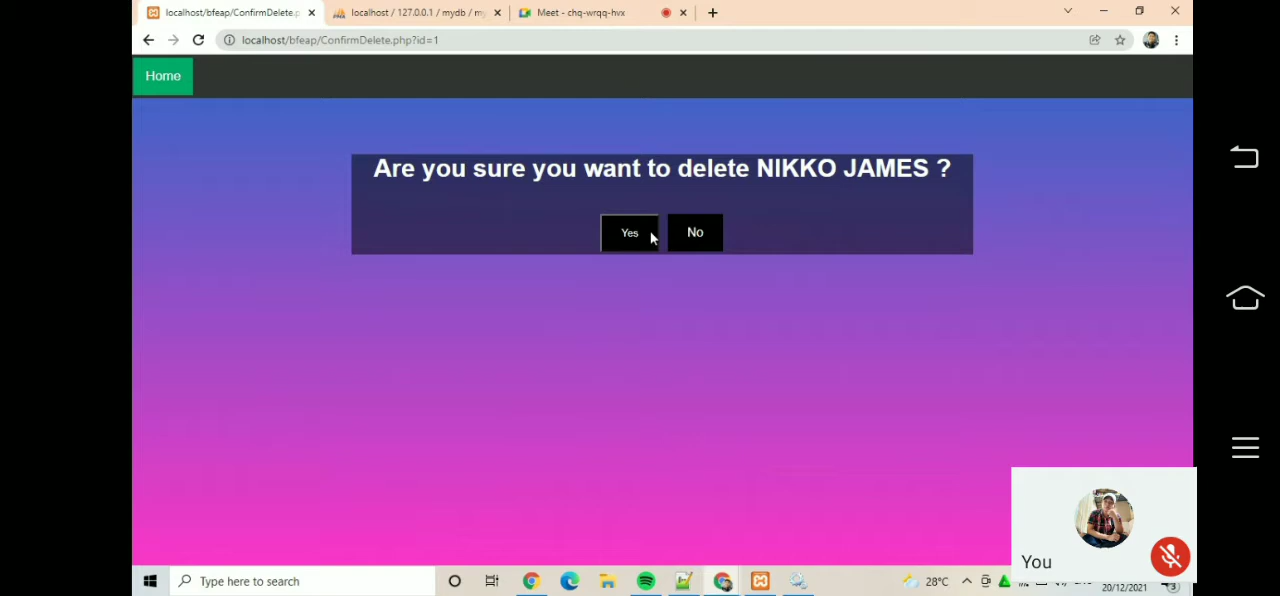 localhost/bfeap/ConfirmDelete.p
localhost / 127.0.0.1 / mydb / my
Meet - chq-wrqq-hvx
localhost/bfeap/ConfirmDelete.php?id=1
Home
Are you sure you want to delete NIKKO JAMES ?
Yes
No
You
Type here to search
28°C
20/12/2021